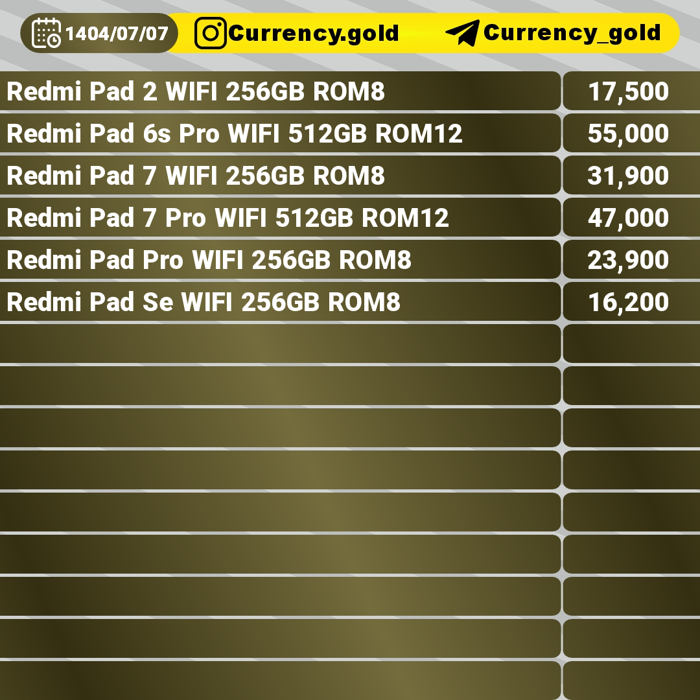 1404/07/07 Currency.gold Currency_gold
Redmi Pad 2 WIFI 256GB ROM8 17,500
Redmi Pad 6s Pro WIFI 512GB ROM12 55,000
Redmi Pad 7 WIFI 256GB ROM8 31,900
Redmi Pad 7 Pro WIFI 512GB ROM12 47,000
Redmi Pad Pro WIFI 256GB ROM8 23,900
Redmi Pad Se WIFI 256GB ROM8 16,200